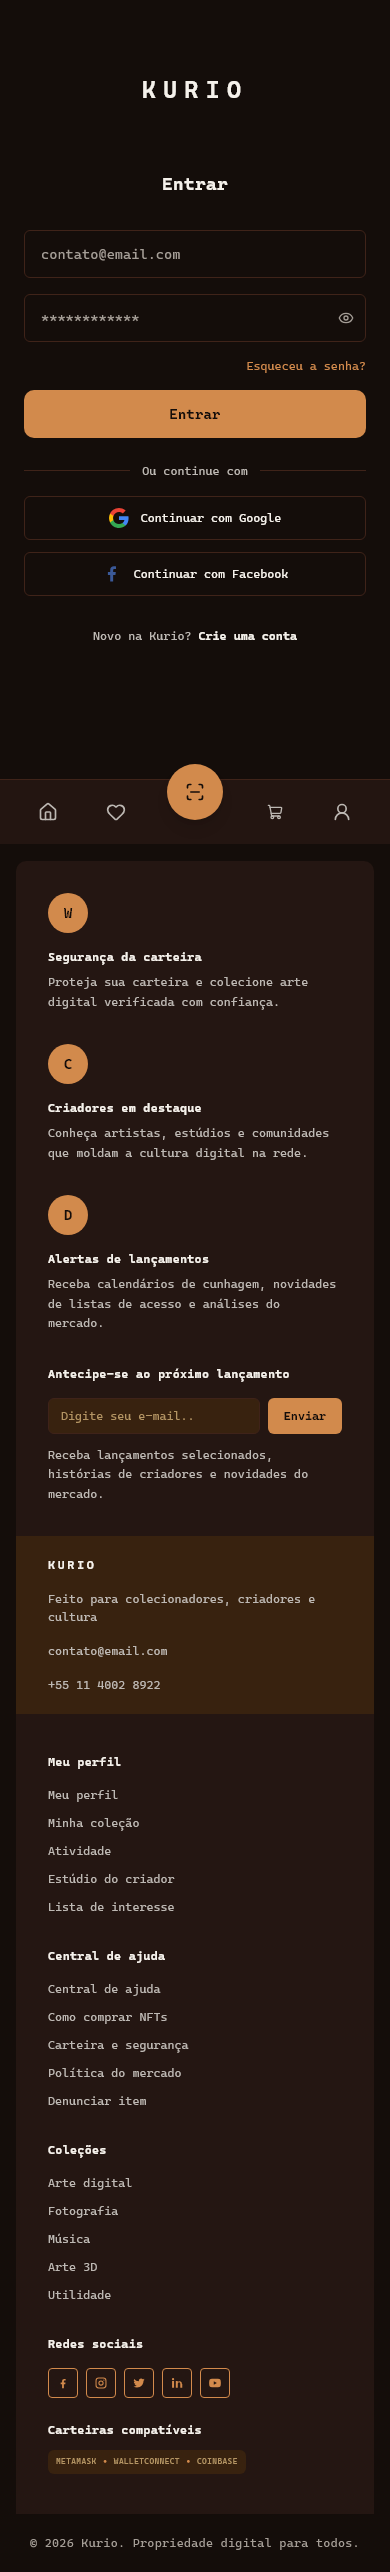 KURIO
Entrar
contato@email.com
************
Esqueceu a senha?
Entrar
Ou continue com
Continuar com Google
Continuar com Facebook
Novo na Kurio? Crie uma conta
W
Segurança da carteira
Proteja sua carteira e colecione arte
digital verificada com confiança.
C
Criadores em destaque
Conheça artistas, estúdios e comunidades
que moldam a cultura digital na rede.
D
Alertas de lançamentos
Receba calendários de cunhagem, novidades
de listas de acesso e análises do
mercado.
Antecipe-se ao próximo lançamento
Digite seu e-mail..
Enviar
Receba lançamentos selecionados,
histórias de criadores e novidades do
mercado.
KURIO
Feito para colecionadores, criadores e
cultura
contato@email.com
+55 11 4002 8922
Meu perfil
Meu perfil
Minha coleção
Atividade
Estúdio do criador
Lista de interesse
Central de ajuda
Central de ajuda
Como comprar NFTs
Carteira e segurança
Política do mercado
Denunciar item
Coleções
Arte digital
Fotografia
Música
Arte 3D
Utilidade
Redes sociais
Carteiras compatíveis
METAMASK • WALLETCONNECT • COINBASE
© 2026 Kurio. Propriedade digital para todos.